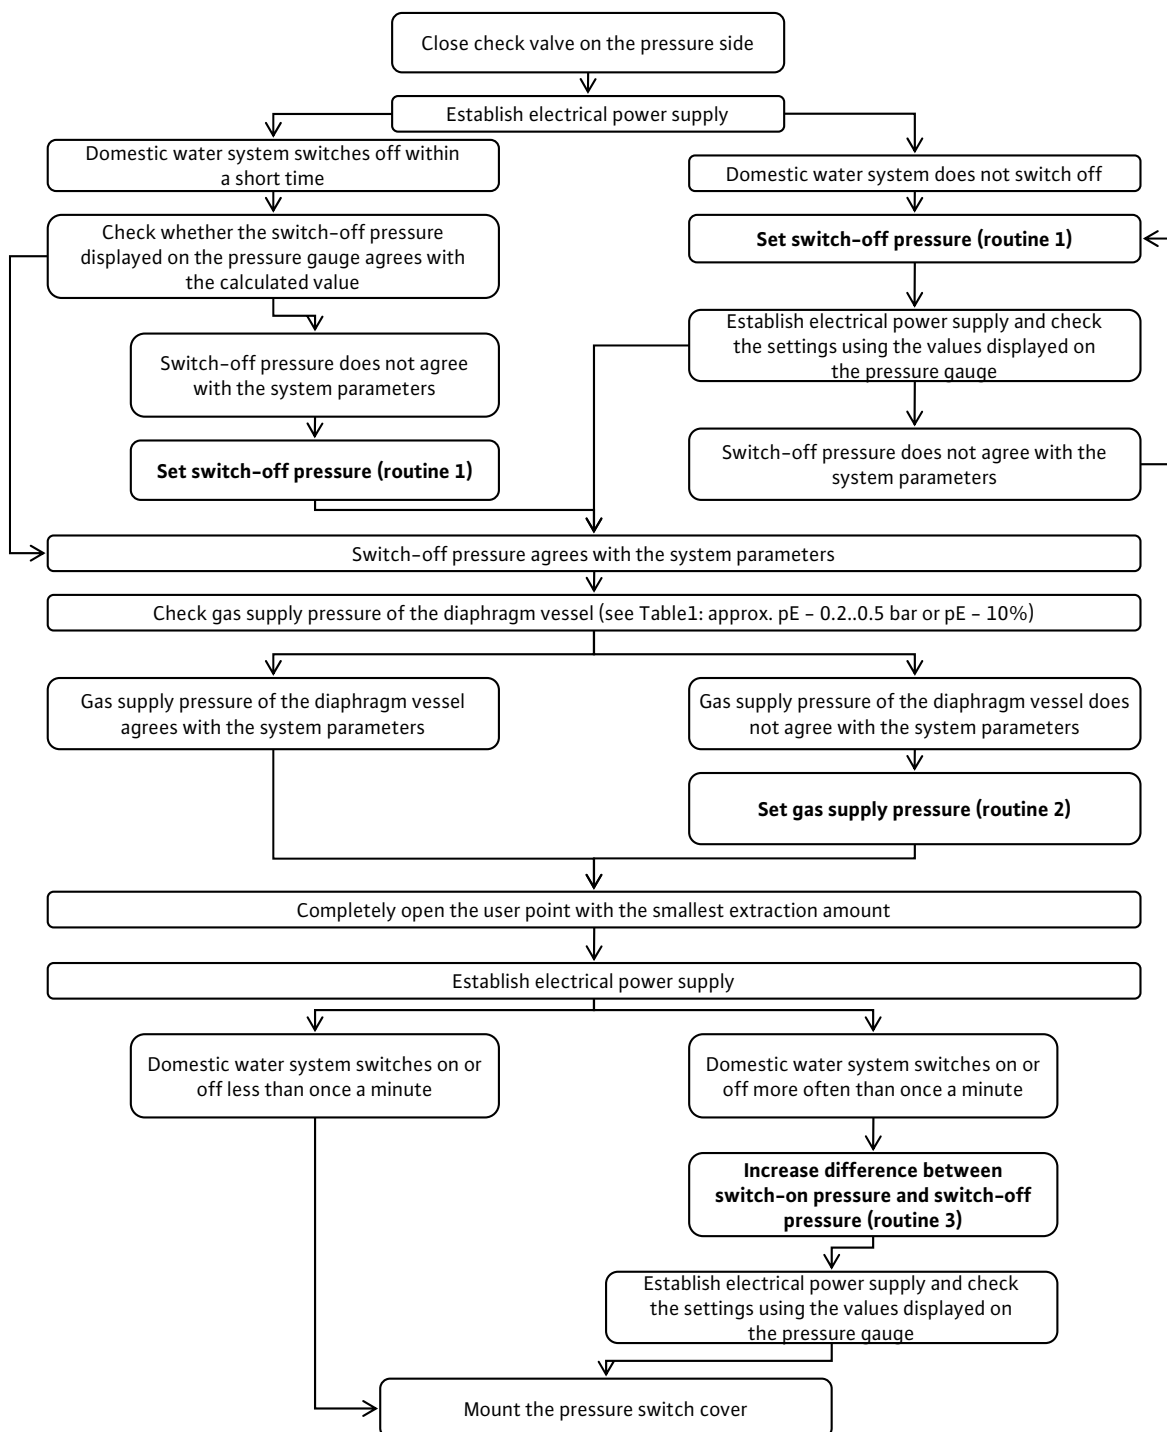 Close check valve on the pressure side
Establish electrical power supply
Domestic water system switches off within
a short time
Domestic water system does not switch off
Check whether the switch-off pressure
displayed on the pressure gauge agrees with
the calculated value
Set switch-off pressure (routine 1)
Establish electrical power supply and check
the settings using the values displayed on
the pressure gauge
Switch-off pressure does not agree
with the system parameters
Set switch-off pressure (routine 1)
Switch-off pressure does not agree with the
system parameters
Switch-off pressure agrees with the system parameters
Check gas supply pressure of the diaphragm vessel (see Table1: approx. pE – 0.2..0.5 bar or pE – 10%)
Gas supply pressure of the diaphragm vessel
agrees with the system parameters
Gas supply pressure of the diaphragm vessel does
not agree with the system parameters
Set gas supply pressure (routine 2)
Completely open the user point with the smallest extraction amount
Establish electrical power supply
Domestic water system switches on or
off less than once a minute
Domestic water system switches on or
off more often than once a minute
Increase difference between
switch-on pressure and switch-off
pressure (routine 3)
Establish electrical power supply and check
the settings using the values displayed on
the pressure gauge
Mount the pressure switch cover